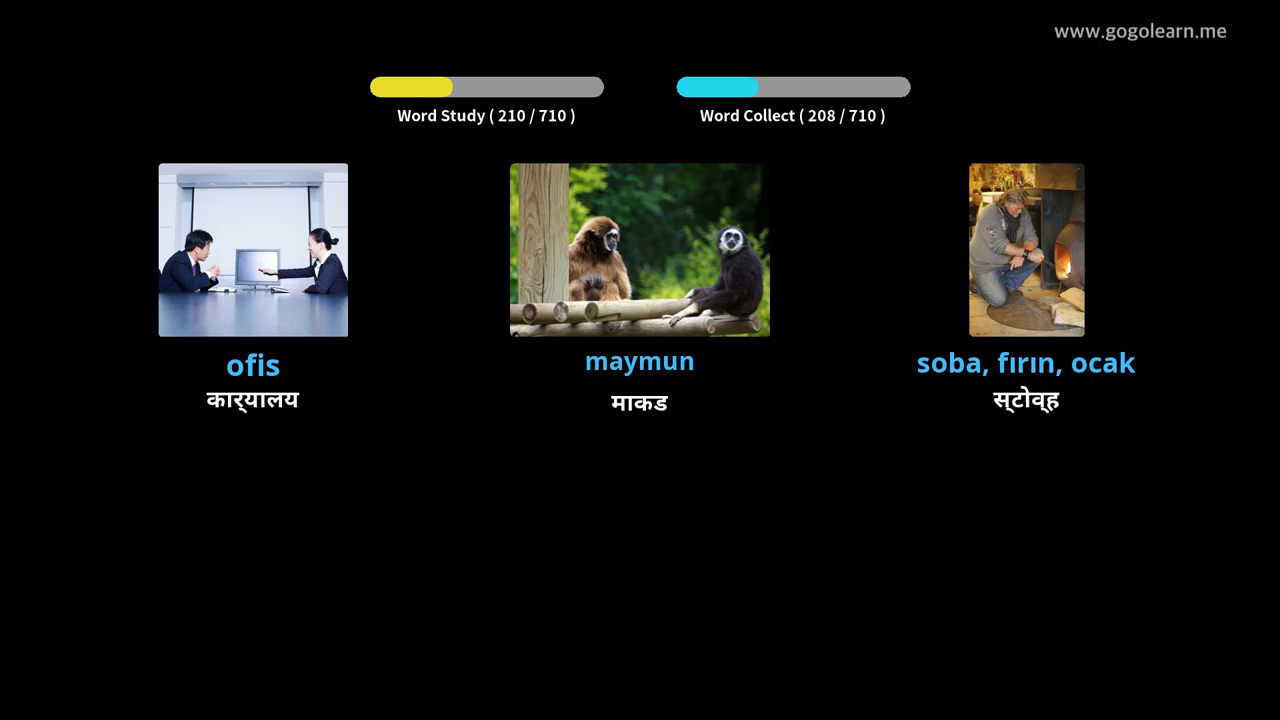 www.gogolearn.me
Word Study ( 210 / 710 )
Word Collect ( 208 / 710 )
ofis
maymun
soba, fırın, ocak
कार्‍यालय
माकड
स्‍टोव्‍ह